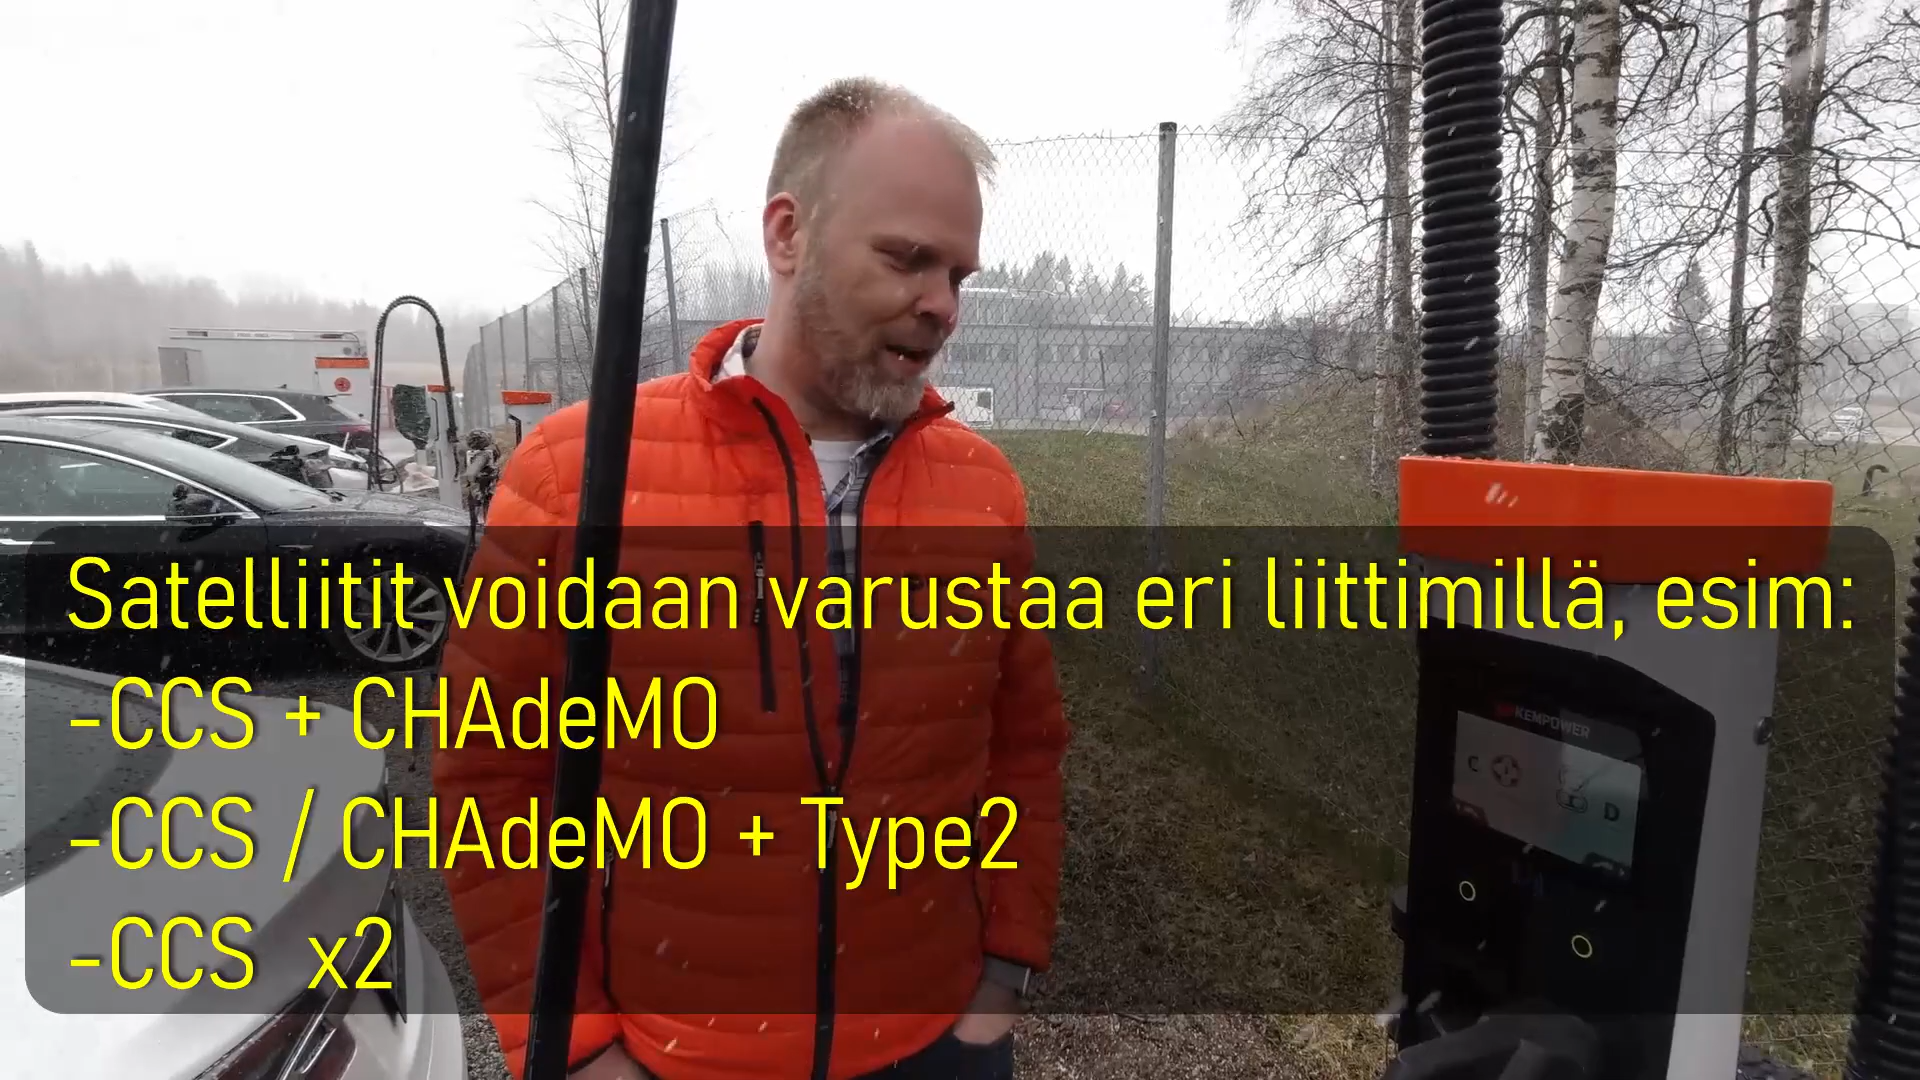 Satelliitit voidaan varustaa eri liittimillä, esim:
-CCS + CHAdeMO
-CCS / CHAdeMO + Type2
-CCS x2
KEMPOWER
C
D